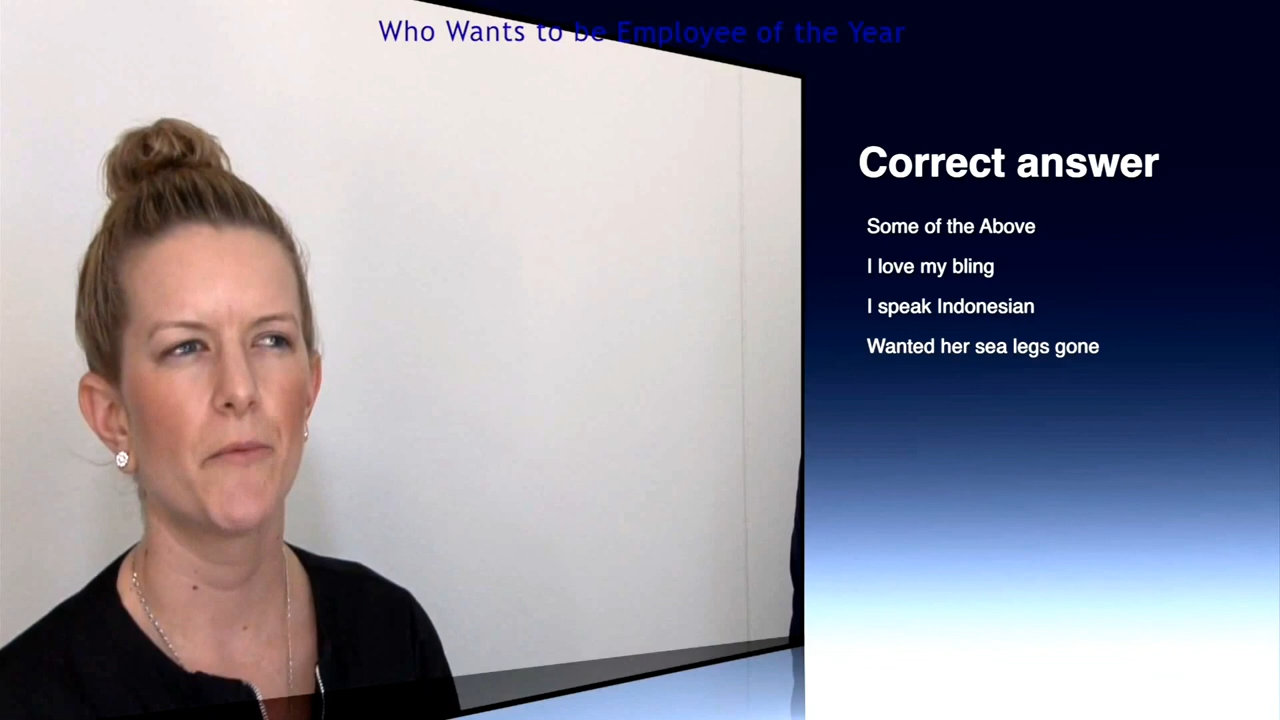 Who Wants to be Employee of the Year
Correct answer
Some of the Above
I love my bling
I speak Indonesian
Wanted her sea legs gone